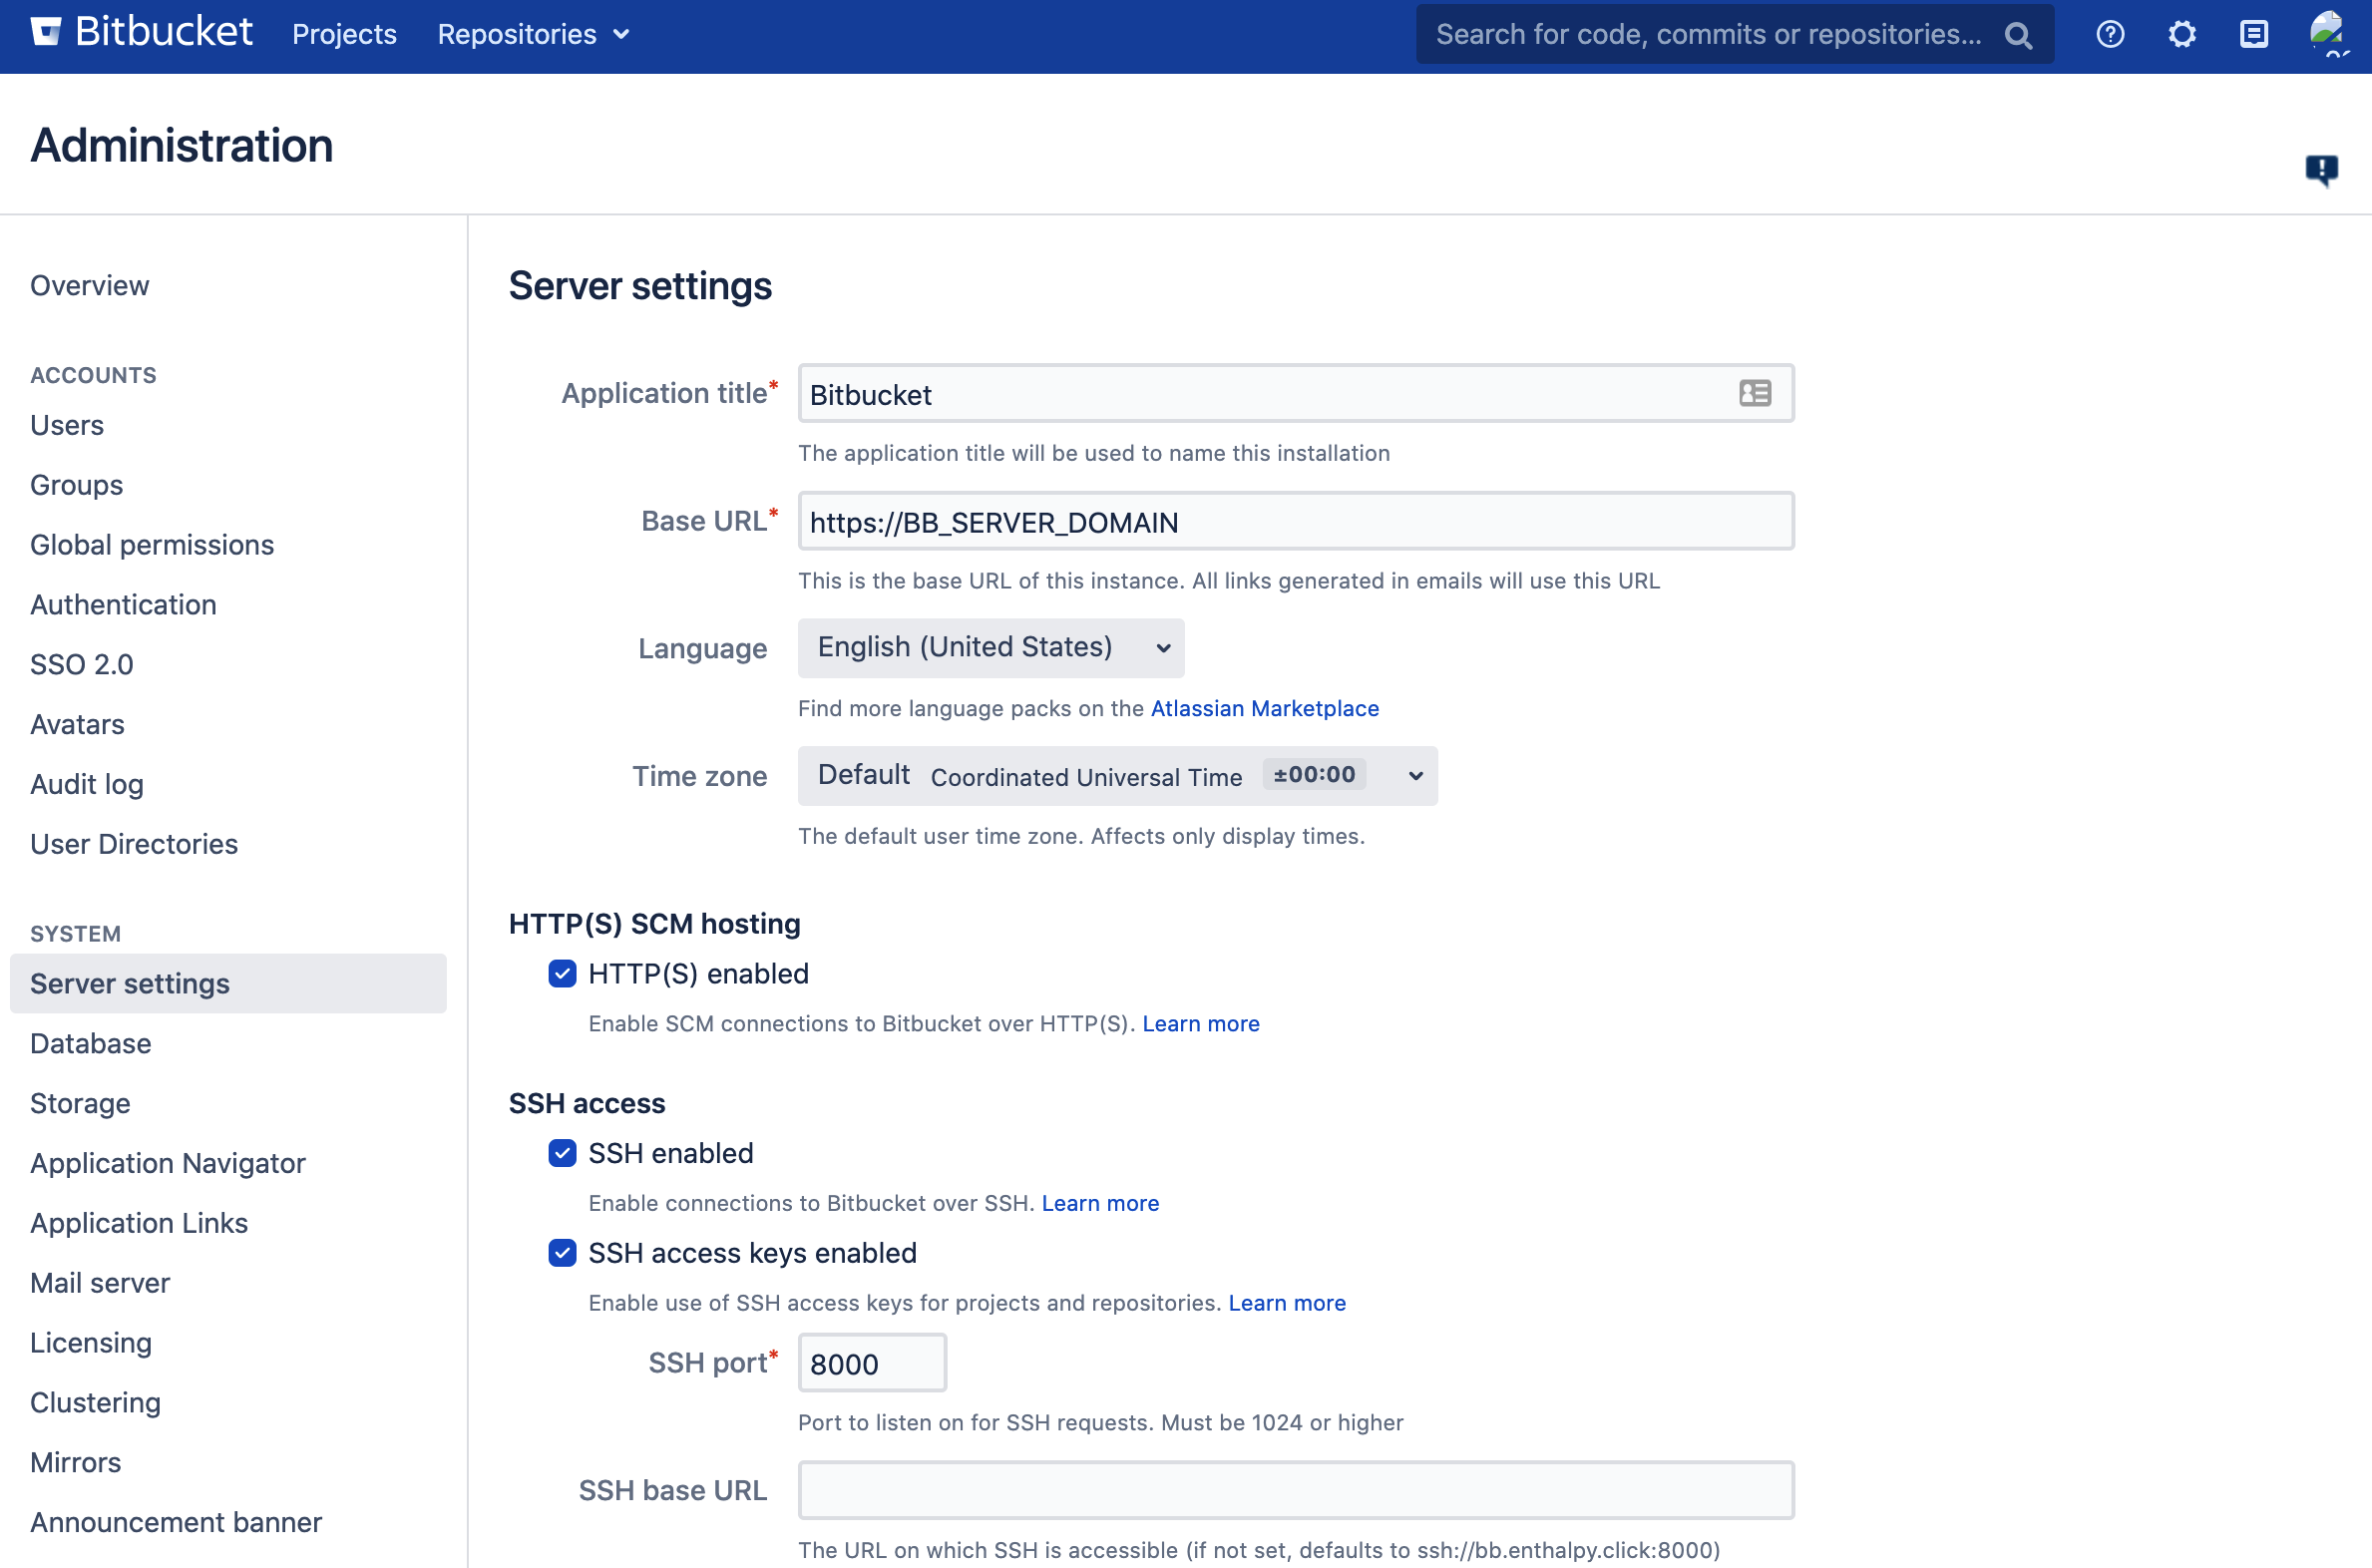 Bitbucket Projects Repositories Search for code, commits or repositories...
Administration
Overview
ACCOUNTS
Users
Groups
Global permissions
Authentication
SSO 2.0
Avatars
Audit log
User Directories
SYSTEM
Server settings
Database
Storage
Application Navigator
Application Links
Mail server
Licensing
Clustering
Mirrors
Announcement banner
Server settings
Application title* Bitbucket
The application title will be used to name this installation
Base URL* https://BB_SERVER_DOMAIN
This is the base URL of this instance. All links generated in emails will use this URL
Language English (United States)
Find more language packs on the Atlassian Marketplace
Time zone Default Coordinated Universal Time ±00:00
The default user time zone. Affects only display times.
HTTP(S) SCM hosting
HTTP(S) enabled
Enable SCM connections to Bitbucket over HTTP(S). Learn more
SSH access
SSH enabled
Enable connections to Bitbucket over SSH. Learn more
SSH access keys enabled
Enable use of SSH access keys for projects and repositories. Learn more
SSH port* 8000
Port to listen on for SSH requests. Must be 1024 or higher
SSH base URL
The URL on which SSH is accessible (if not set, defaults to ssh://bb.enthalpy.click:8000)